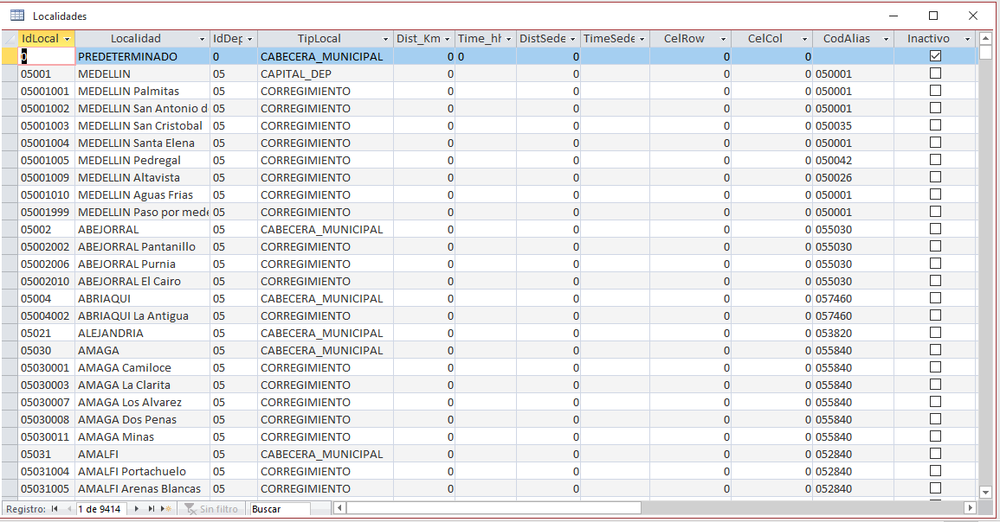 Localidades
IdLocal Localidad IdDep TipLocal Dist_Km Time_hh DistSede TimeSede CelRow CelCol CodAlias Inactivo
0 PREDETERMINADO 0 CABECERA_MUNICIPAL 0 0 0 0 0
05001 MEDELLIN 05 CAPITAL_DEP 0 0 0 0 050001
05001001 MEDELLIN Palmitas 05 CORREGIMIENTO 0 0 0 0 050001
05001002 MEDELLIN San Antonio d 05 CORREGIMIENTO 0 0 0 0 050001
05001003 MEDELLIN San Cristobal 05 CORREGIMIENTO 0 0 0 0 050035
05001004 MEDELLIN Santa Elena 05 CORREGIMIENTO 0 0 0 0 050001
05001005 MEDELLIN Pedregal 05 CORREGIMIENTO 0 0 0 0 050042
05001009 MEDELLIN Altavista 05 CORREGIMIENTO 0 0 0 0 050026
05001010 MEDELLIN Aguas Frias 05 CORREGIMIENTO 0 0 0 0 050001
05001999 MEDELLIN Paso por mede 05 CORREGIMIENTO 0 0 0 0 050001
05002 ABEJORRAL 05 CABECERA_MUNICIPAL 0 0 0 0 055030
05002002 ABEJORRAL Pantanillo 05 CORREGIMIENTO 0 0 0 0 055030
05002006 ABEJORRAL Purnia 05 CORREGIMIENTO 0 0 0 0 055030
05002010 ABEJORRAL El Cairo 05 CORREGIMIENTO 0 0 0 0 055030
05004 ABRIAQUI 05 CABECERA_MUNICIPAL 0 0 0 0 057460
05004002 ABRIAQUI La Antigua 05 CORREGIMIENTO 0 0 0 0 057460
05021 ALEJANDRIA 05 CABECERA_MUNICIPAL 0 0 0 0 053820
05030 AMAGA 05 CABECERA_MUNICIPAL 0 0 0 0 055840
05030001 AMAGA Camiloce 05 CORREGIMIENTO 0 0 0 0 055840
05030003 AMAGA La Clarita 05 CORREGIMIENTO 0 0 0 0 055840
05030007 AMAGA Los Alvarez 05 CORREGIMIENTO 0 0 0 0 055840
05030008 AMAGA Dos Penas 05 CORREGIMIENTO 0 0 0 0 055840
05030011 AMAGA Minas 05 CORREGIMIENTO 0 0 0 0 055840
05031 AMALFI 05 CABECERA_MUNICIPAL 0 0 0 0 052840
05031004 AMALFI Portachuelo 05 CORREGIMIENTO 0 0 0 0 052840
05031005 AMALFI Arenas Blancas 05 CORREGIMIENTO 0 0 0 0 052840
Registro: 1 de 9414 Sin filtro Buscar